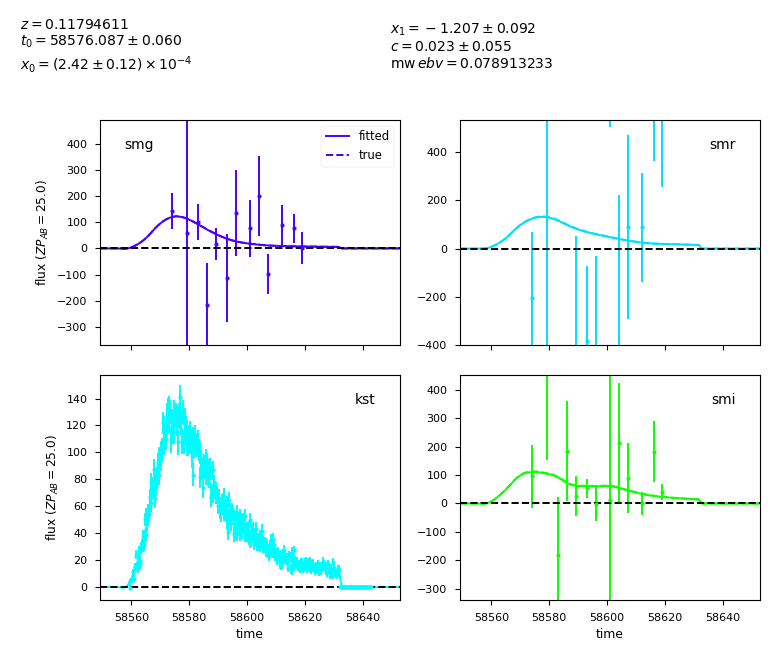 z = 0.11794611
t0 = 58576.087 ± 0.060
x0 = (2.42 ± 0.12) × 10^−4
x1 = −1.207 ± 0.092
c = 0.023 ± 0.055
mw ebv = 0.078913233
smg
fitted
true
400
300
200
100
0
−100
−200
−300
flux (ZP_AB = 25.0)
smr
400
200
0
−200
−400
kst
140
120
100
80
60
40
20
0
flux (ZP_AB = 25.0)
58560 58580 58600 58620 58640
time
smi
400
300
200
100
0
−100
−200
−300
58560 58580 58600 58620 58640
time